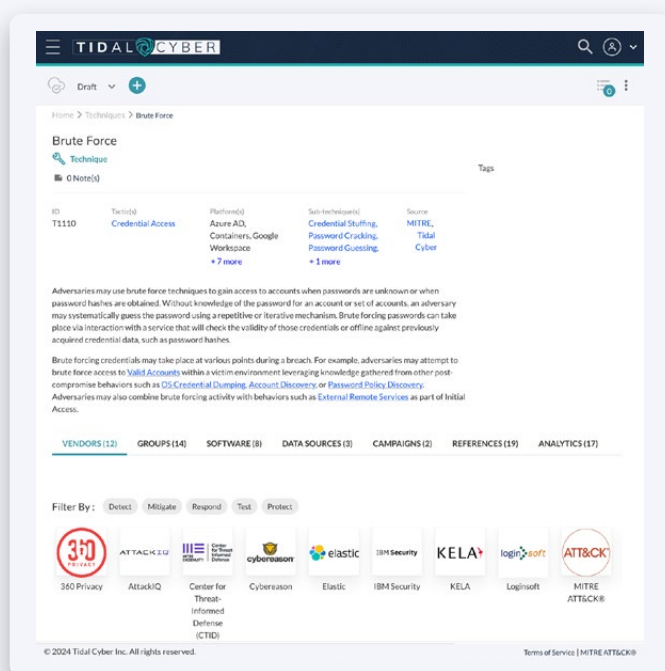 TIDAL CYBER
Draft
0
Home > Techniques > Brute Force
Brute Force
Technique
0 Note(s)
Tags
ID Tactic(s) Platform(s) Sub-technique(s) Source
T1110 Credential Access Azure AD, Credential Stuffing, MITRE,
Containers, Google Password Cracking, Tidal
Workspace Password Guessing, Cyber
+ 7 more + 1 more
Adversaries may use brute force techniques to gain access to accounts when passwords are unknown or when
password hashes are obtained. Without knowledge of the password for an account or set of accounts, an adversary
may systematically guess the password using a repetitive or iterative mechanism. Brute forcing passwords can take
place via interaction with a service that will check the validity of those credentials or offline against previously
acquired credential data, such as password hashes.
Brute forcing credentials may take place at various points during a breach. For example, adversaries may attempt to
brute force access to Valid Accounts within a victim environment leveraging knowledge gathered from other post-
compromise behaviors such as OS Credential Dumping, Account Discovery, or Password Policy Discovery.
Adversaries may also combine brute forcing activity with behaviors such as External Remote Services as part of Initial
Access.
VENDORS (12) GROUPS (14) SOFTWARE (8) DATA SOURCES (3) CAMPAIGNS (2) REFERENCES (19) ANALYTICS (17)
Filter By : Detect Mitigate Respond Test Protect
360 PRIVACY ATTACKIQ MITRE ENGENUITY Center for Threat Informed Defense cybereason elastic IBM Security KELA loginsoft ATT&CK
360 Privacy AttackIQ Center for Cybereason Elastic IBM Security KELA Loginsoft MITRE
Threat- ATT&CK®
Informed
Defense
(CTID)
© 2024 Tidal Cyber Inc. All rights reserved. Terms of Service | MITRE ATT&CK®